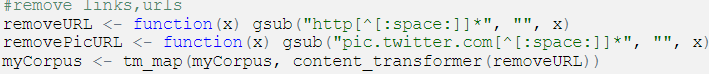 #remove links,urls
removeURL <- function(x) gsub("http[^[:space:]]*", "", x)
removePicURL <- function(x) gsub("pic.twitter.com[^[:space:]]*", "", x)
myCorpus <- tm_map(myCorpus, content_transformer(removeURL))